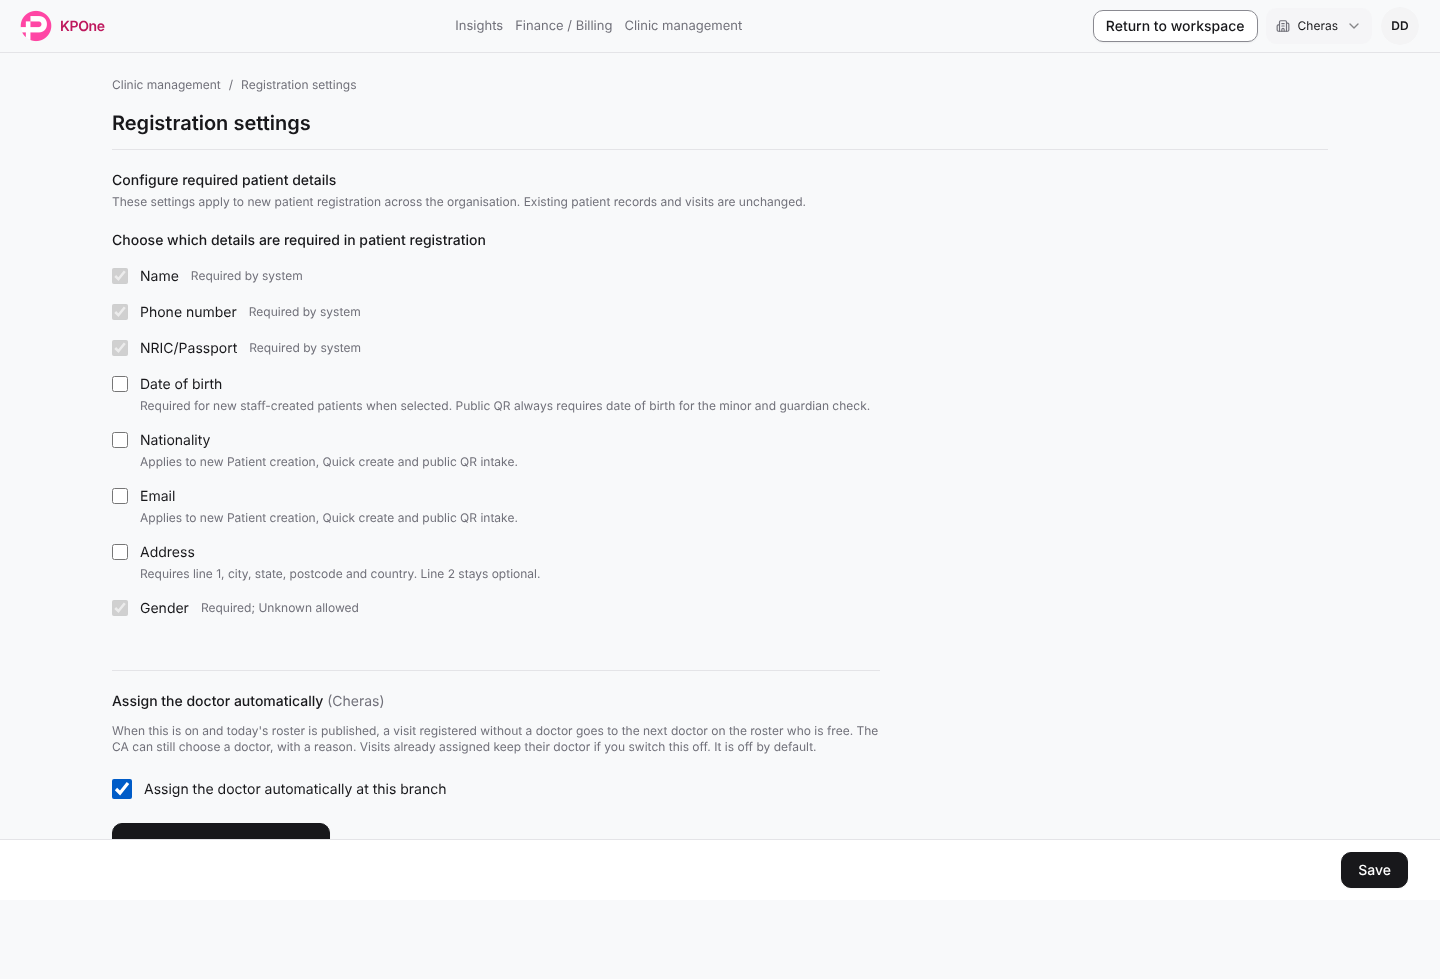 KPOne
Insights
Finance / Billing
Clinic management
Return to workspace
Cheras
DD
Clinic management / Registration settings
Registration settings
Configure required patient details
These settings apply to new patient registration across the organisation. Existing patient records and visits are unchanged.
Choose which details are required in patient registration
Name Required by system
Phone number Required by system
NRIC/Passport Required by system
Date of birth
Required for new staff-created patients when selected. Public QR always requires date of birth for the minor and guardian check.
Nationality
Applies to new Patient creation, Quick create and public QR intake.
Email
Applies to new Patient creation, Quick create and public QR intake.
Address
Requires line 1, city, state, postcode and country. Line 2 stays optional.
Gender Required; Unknown allowed
Assign the doctor automatically (Cheras)
When this is on and today's roster is published, a visit registered without a doctor goes to the next doctor on the roster who is free. The
CA can still choose a doctor, with a reason. Visits already assigned keep their doctor if you switch this off. It is off by default.
Assign the doctor automatically at this branch
Save